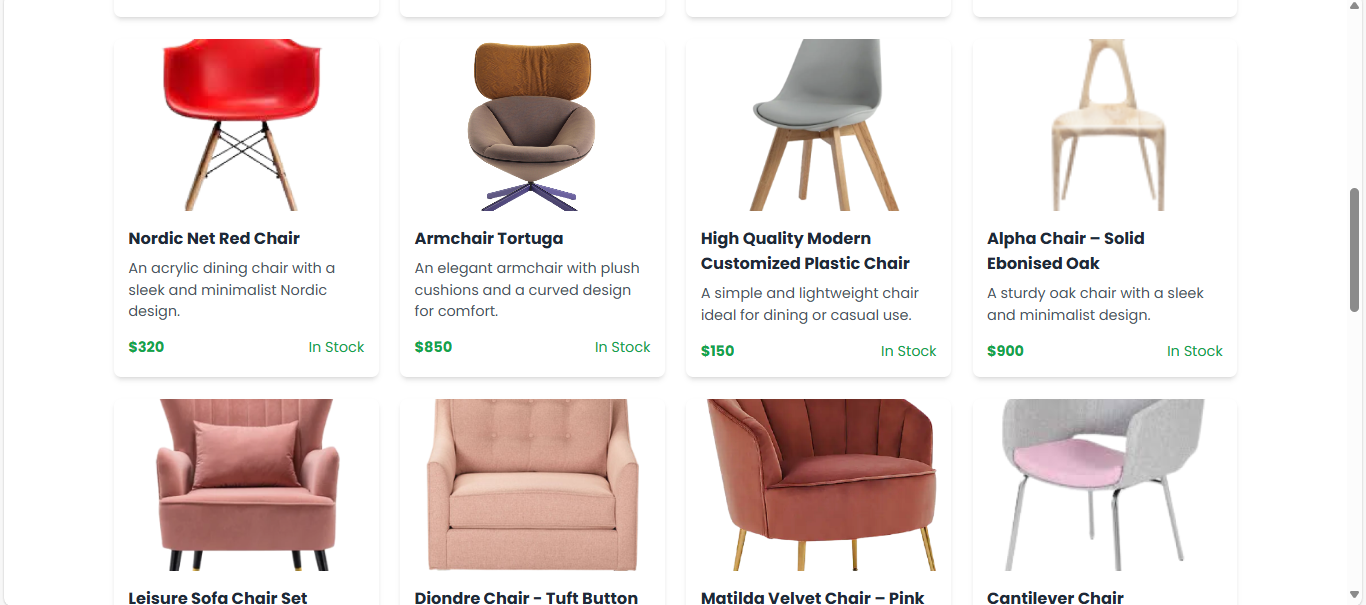 Nordic Net Red Chair
An acrylic dining chair with a
sleek and minimalist Nordic
design.
$320 In Stock
Armchair Tortuga
An elegant armchair with plush
cushions and a curved design
for comfort.
$850 In Stock
High Quality Modern
Customized Plastic Chair
A simple and lightweight chair
ideal for dining or casual use.
$150 In Stock
Alpha Chair – Solid
Ebonised Oak
A sturdy oak chair with a sleek
and minimalist design.
$900 In Stock
Leisure Sofa Chair Set
Diondre Chair - Tuft Button
Matilda Velvet Chair – Pink
Cantilever Chair